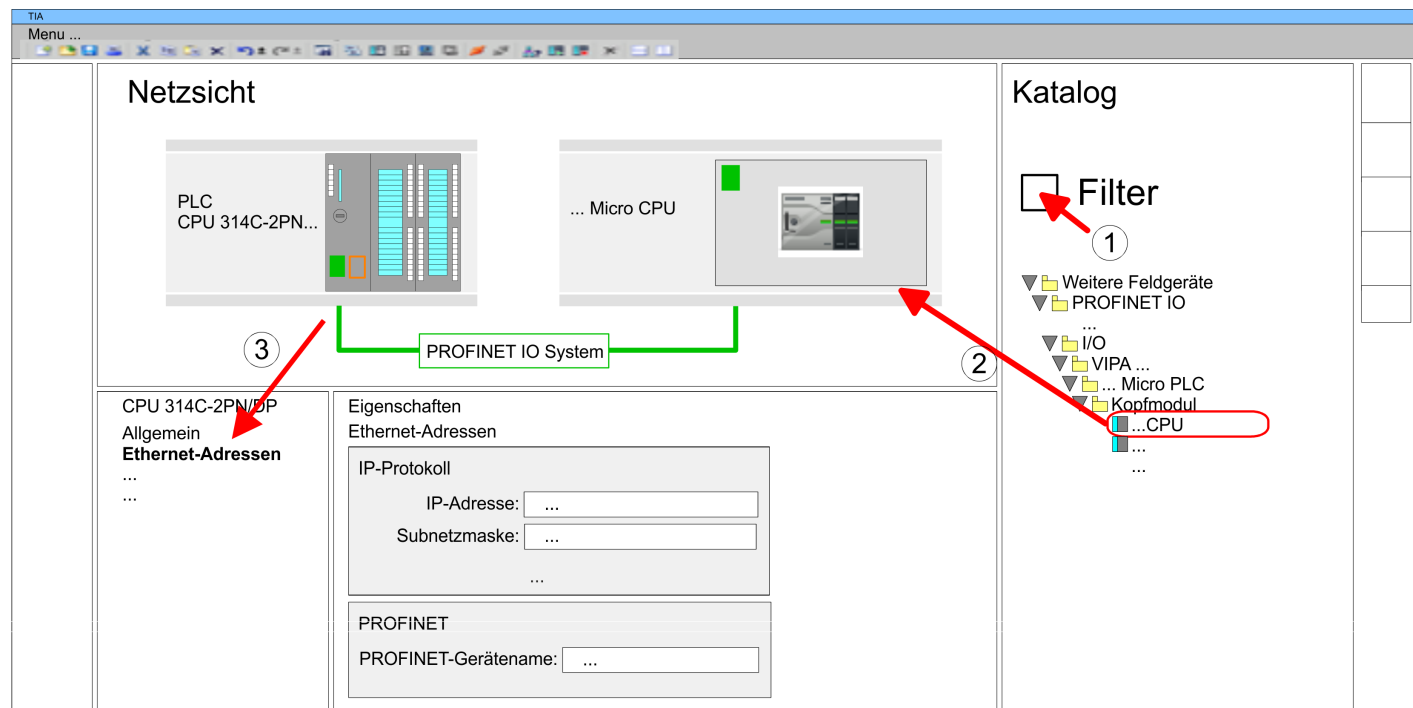 TIA
Menu ...
Netzsicht
PLC
CPU 314C-2PN...
... Micro CPU
PROFINET IO System
3
2
Katalog
Filter
1
Weitere Feldgeräte
PROFINET IO
...
I/O
VIPA ...
... Micro PLC
Kopfmodul
...CPU
...
...
CPU 314C-2PN/DP
Allgemein
Ethernet-Adressen
...
...
Eigenschaften
Ethernet-Adressen
IP-Protokoll
IP-Adresse: ...
Subnetzmaske: ...
...
PROFINET
PROFINET-Gerätename: ...